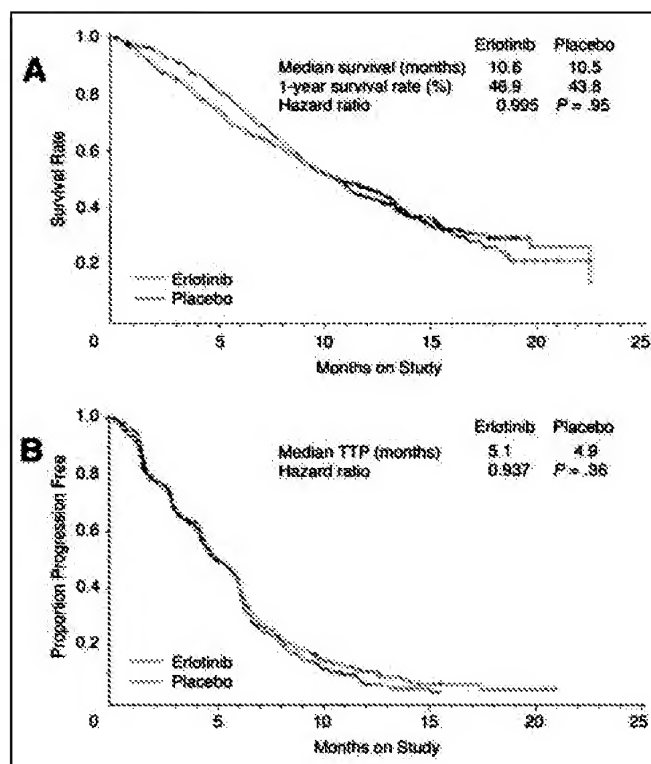 A
Erlotinib Placebo
Median survival (months) 10.6 10.5
1-year survival rate (%) 46.9 43.8
Hazard ratio 0.995 P = .95
1.0
0.8
0.6
0.4
0.2
Survival Rate
Erlotinib
Placebo
0 5 10 15 20 25
Months on Study
B
Erlotinib Placebo
Median TTP (months) 5.1 4.9
Hazard ratio 0.937 P = .36
1.0
0.8
0.6
0.4
0.2
Proportion Progression Free
Erlotinib
Placebo
0 5 10 15 20 25
Months on Study